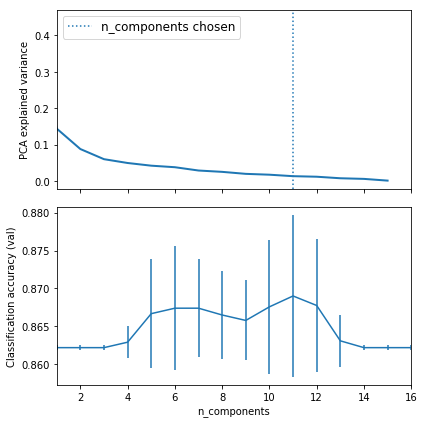 n_components chosen
PCA explained variance
0.4
0.3
0.2
0.1
0.0
Classification accuracy (val)
0.880
0.875
0.870
0.865
0.860
2 4 6 8 10 12 14 16
n_components